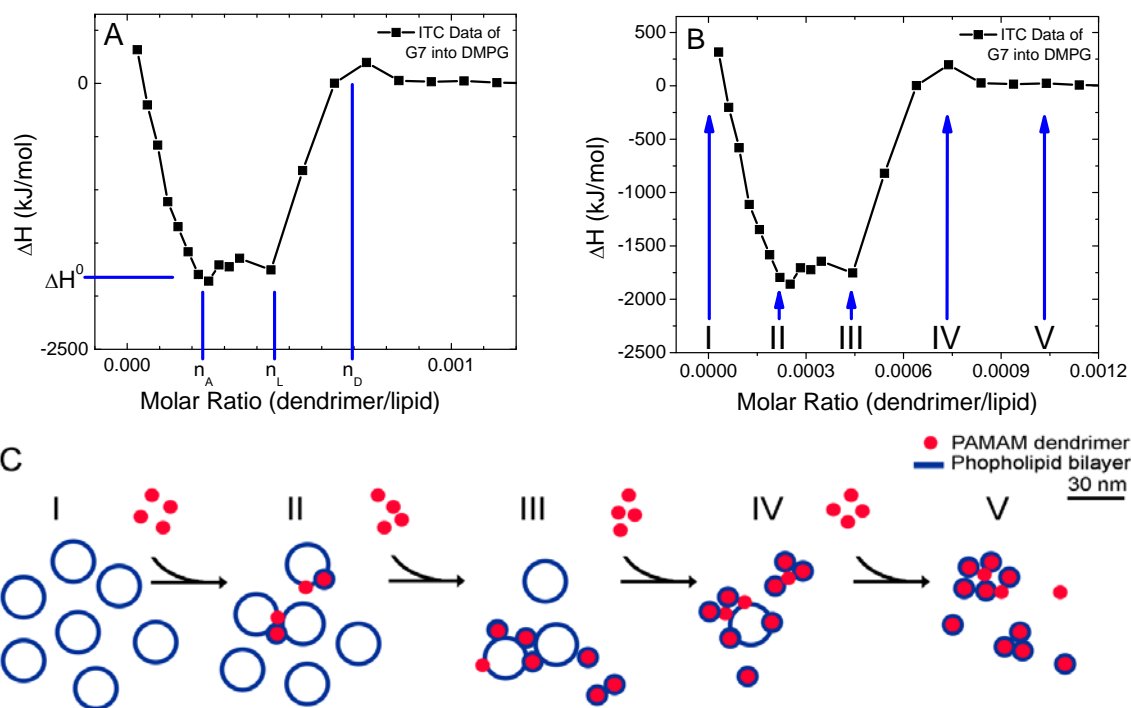 A
ITC Data of
G7 into DMPG
0
ΔH⁰
-2500
ΔH (kJ/mol)
0.000
0.001
n_A
n_L
n_D
Molar Ratio (dendrimer/lipid)
B
ITC Data of
G7 into DMPG
500
0
-500
-1000
-1500
-2000
-2500
ΔH (kJ/mol)
I
II
III
IV
V
0.0000
0.0003
0.0006
0.0009
0.0012
Molar Ratio (dendrimer/lipid)
C
PAMAM dendrimer
Phopholipid bilayer
30 nm
I
II
III
IV
V